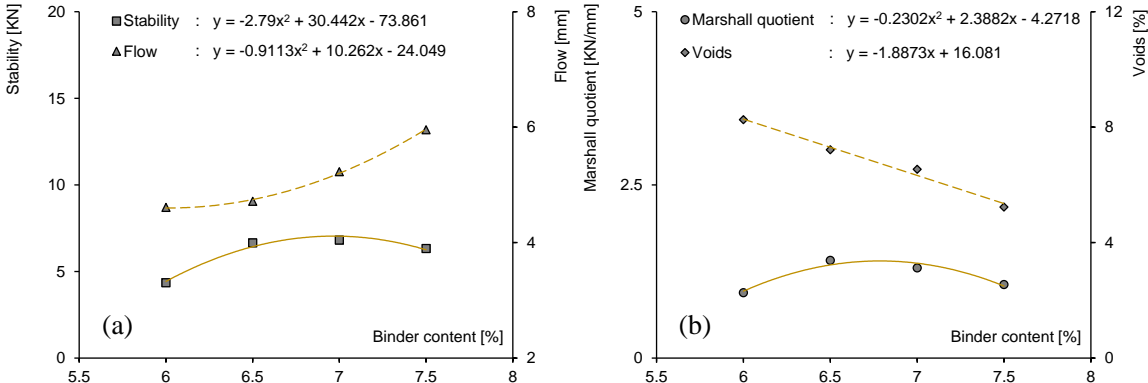 Stability : y = -2.79x² + 30.442x - 73.861
Flow : y = -0.9113x² + 10.262x - 24.049
Stability [KN]
20
15
10
5
0
Flow [mm]
8
6
4
2
(a)
Binder content [%]
5.5 6 6.5 7 7.5 8
Marshall quotient : y = -0.2302x² + 2.3882x - 4.2718
Voids : y = -1.8873x + 16.081
Marshall quotient [KN/mm]
5
2.5
0
Voids [%]
12
8
4
0
(b)
Binder content [%]
5.5 6 6.5 7 7.5 8